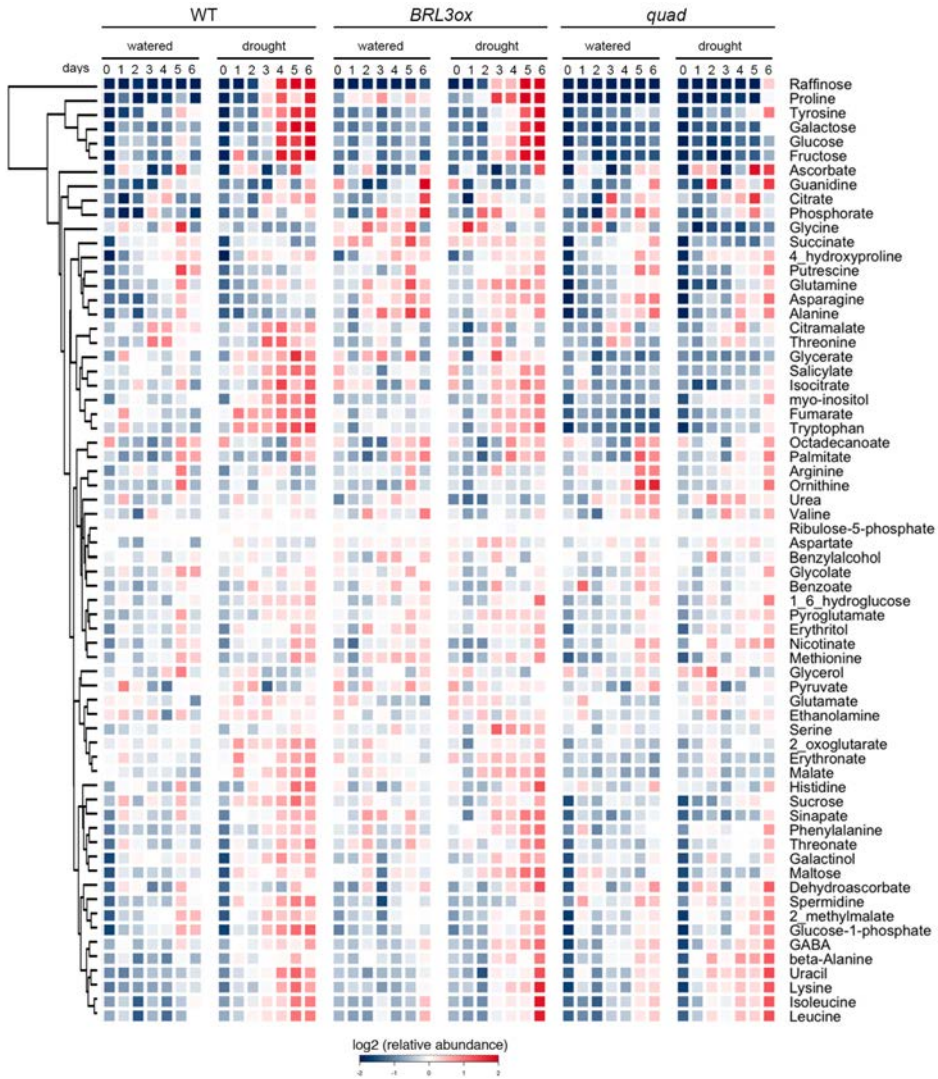 WT BRL3ox quad
watered drought watered drought watered drought
days 0 1 2 3 4 5 6 0 1 2 3 4 5 6 0 1 2 3 4 5 6 0 1 2 3 4 5 6 0 1 2 3 4 5 6 0 1 2 3 4 5 6
Raffinose
Proline
Tyrosine
Galactose
Glucose
Fructose
Ascorbate
Guanidine
Citrate
Phosphorate
Glycine
Succinate
4_hydroxyproline
Putrescine
Glutamine
Asparagine
Alanine
Citramalate
Threonine
Glycerate
Salicylate
Isocitrate
myo-inositol
Fumarate
Tryptophan
Octadecanoate
Palmitate
Arginine
Ornithine
Urea
Valine
Ribulose-5-phosphate
Aspartate
Benzylalcohol
Glycolate
Benzoate
1_6_hydroglucose
Pyroglutamate
Erythritol
Nicotinate
Methionine
Glycerol
Pyruvate
Glutamate
Ethanolamine
Serine
2_oxoglutarate
Erythronate
Malate
Histidine
Sucrose
Sinapate
Phenylalanine
Threonate
Galactinol
Maltose
Dehydroascorbate
Spermidine
2_methylmalate
Glucose-1-phosphate
GABA
beta-Alanine
Uracil
Lysine
Isoleucine
Leucine
log2 (relative abundance)
-2 -1 0 1 2